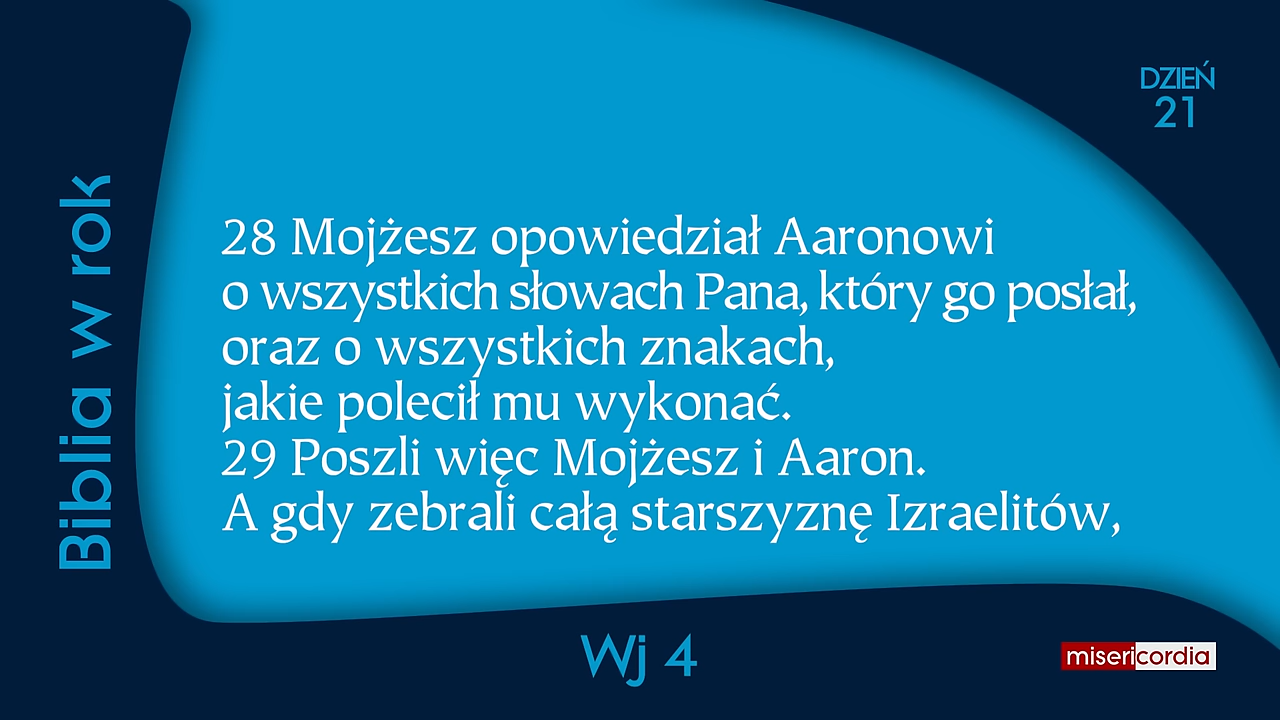 DZIEŃ
21
Biblia w rok
28 Mojżesz opowiedział Aaronowi
o wszystkich słowach Pana, który go posłał,
oraz o wszystkich znakach,
jakie polecił mu wykonać.
29 Poszli więc Mojżesz i Aaron.
A gdy zebrali całą starszyznę Izraelitów,
Wj 4
misericordia